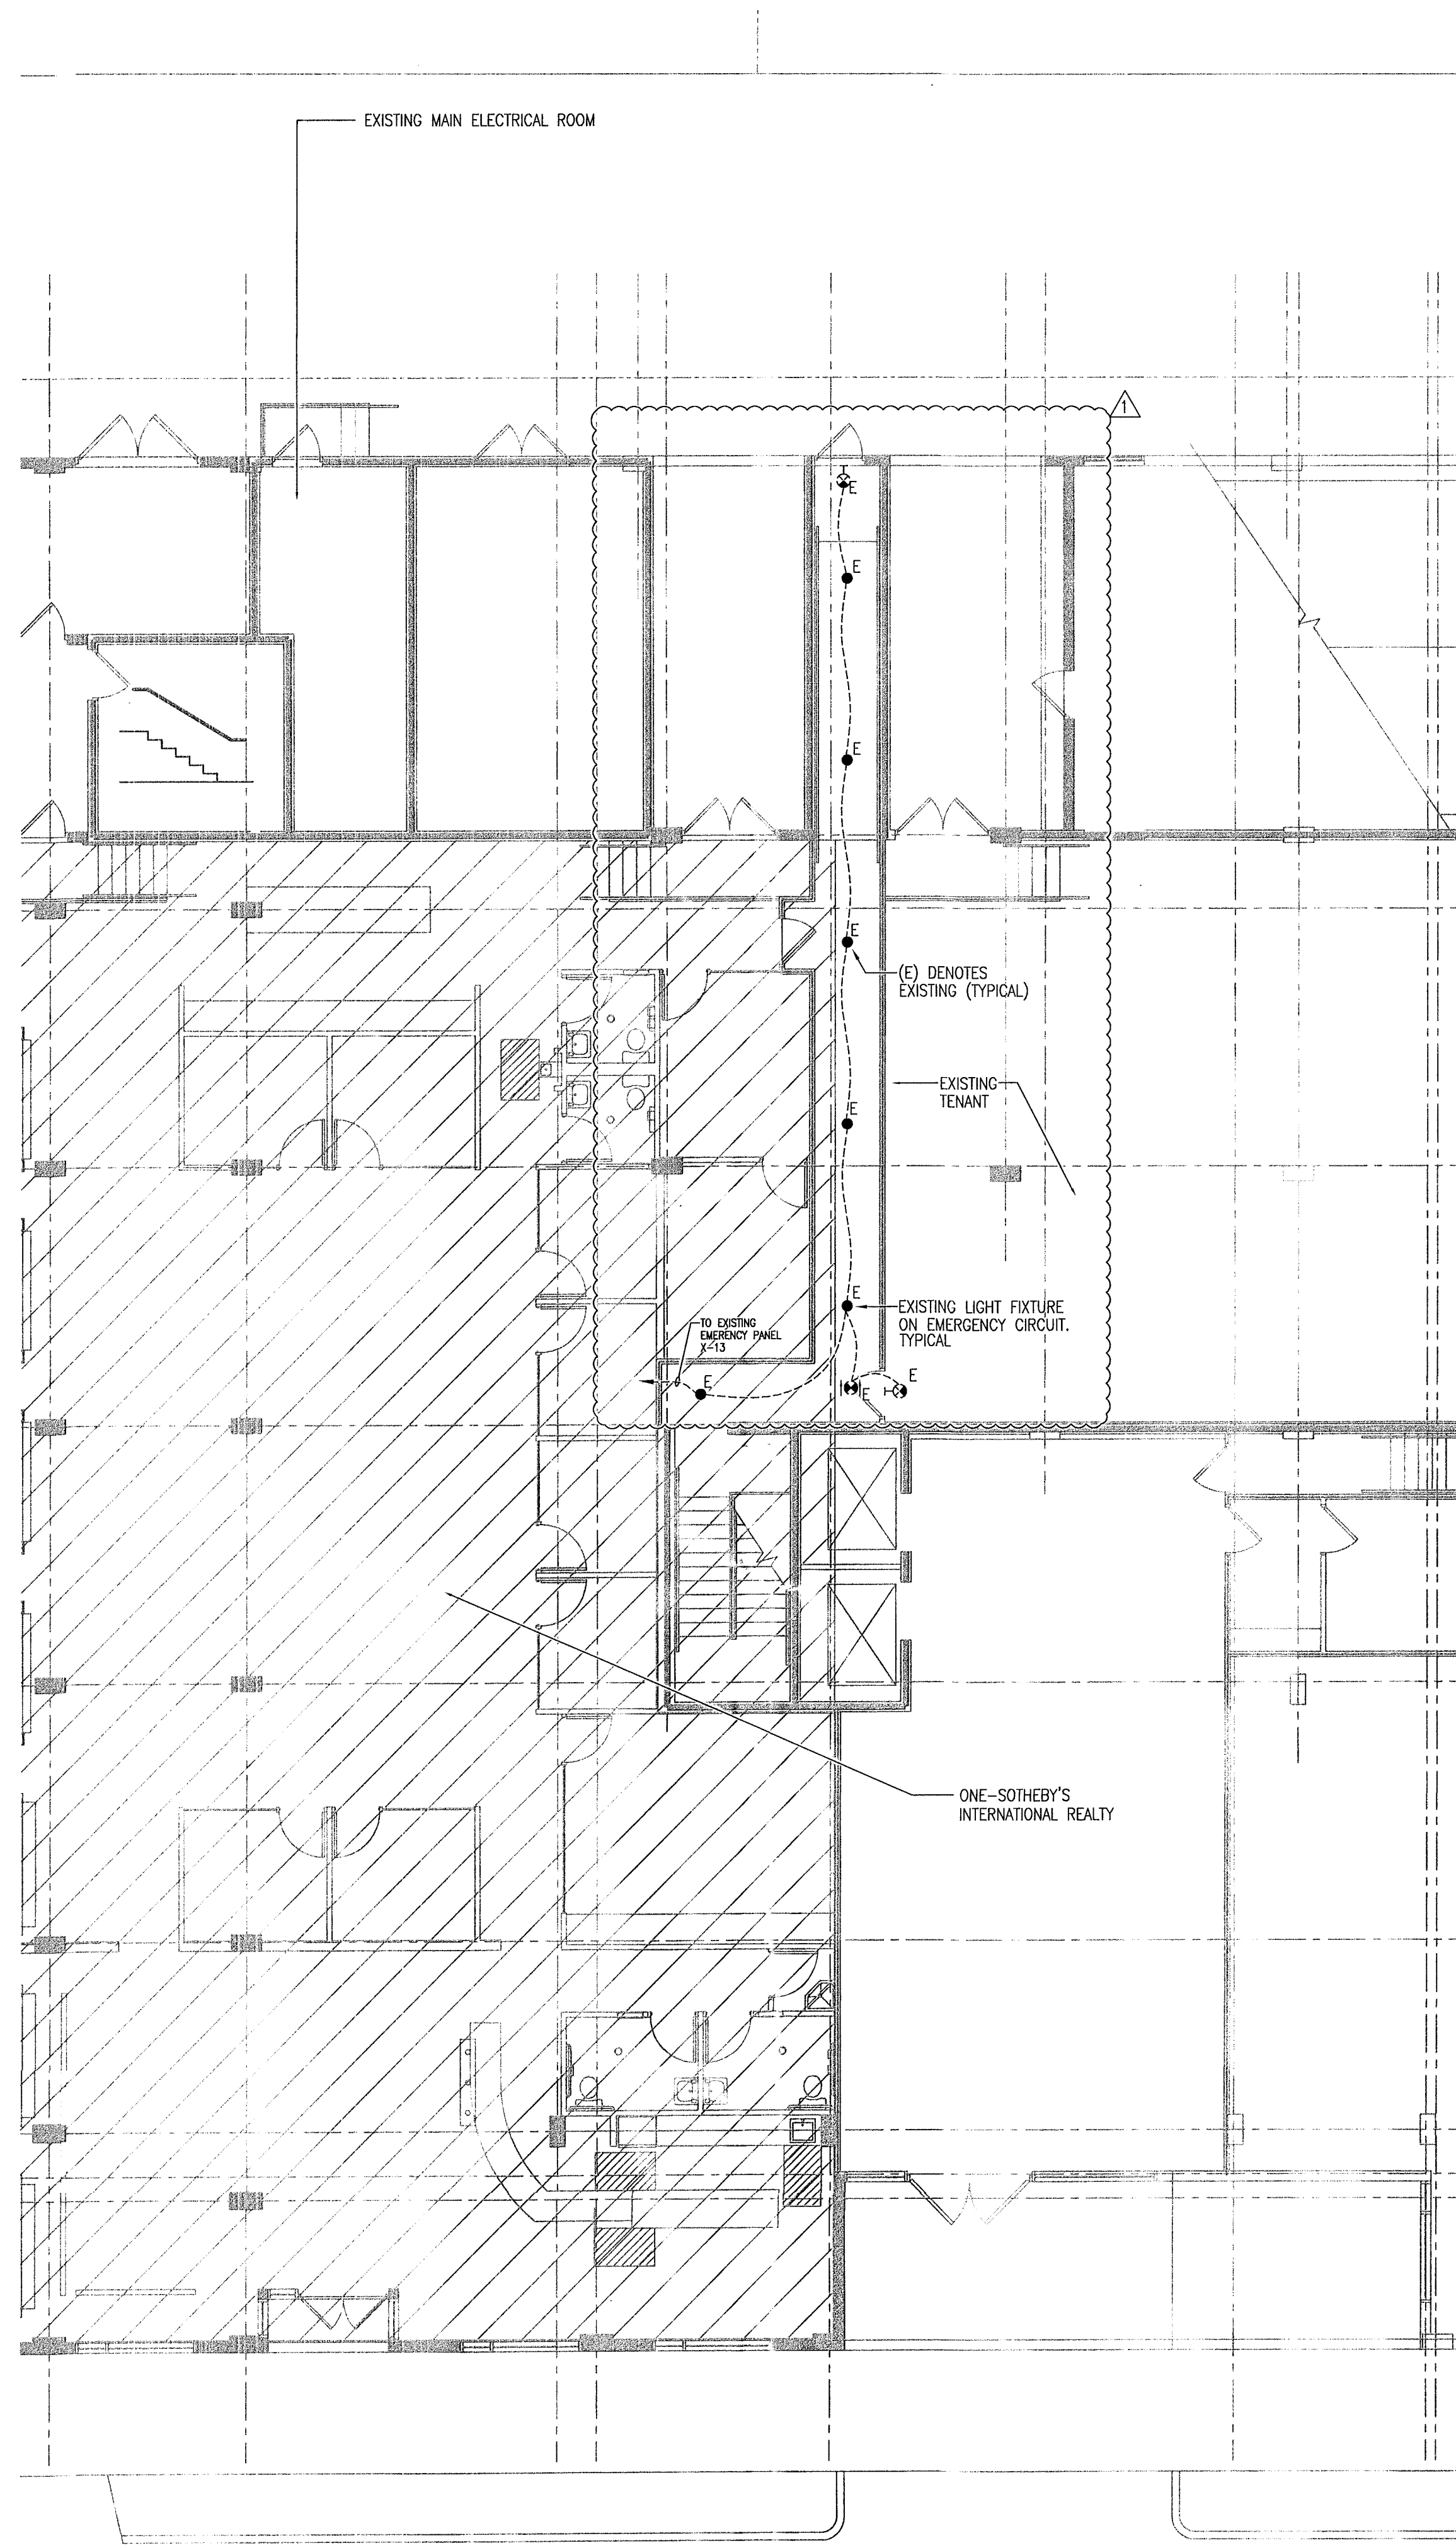 EXISTING MAIN ELECTRICAL ROOM
1
E
E
E
E
(E) DENOTES
EXISTING (TYPICAL)
EXISTING
TENANT
E
E
EXISTING LIGHT FIXTURE
ON EMERGENCY CIRCUIT.
TYPICAL
TO EXISTING
EMERENCY PANEL
X-13
E
E
E
ONE-SOTHEBY'S
INTERNATIONAL REALTY